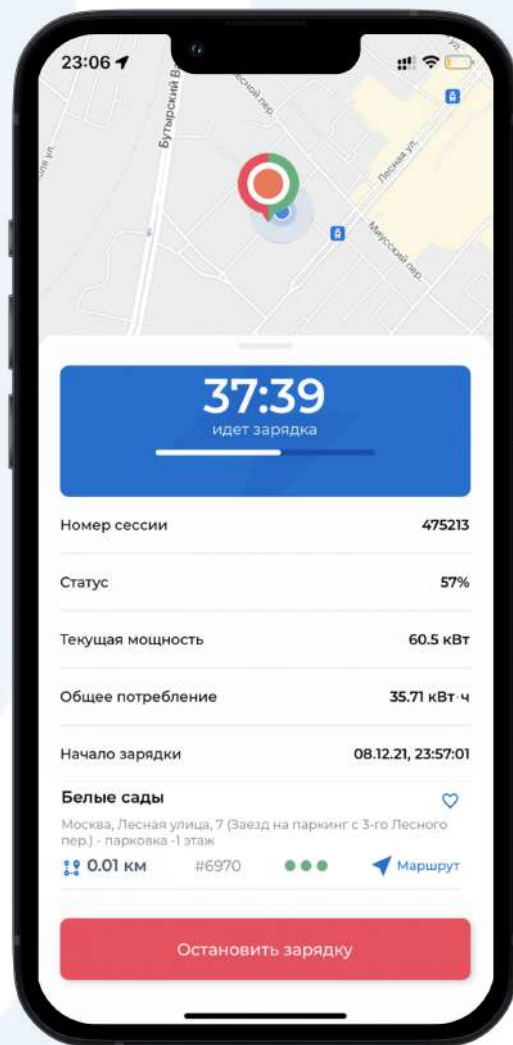 23:06
Бутырский В
Лесной пер.
Лесная ул.
Миусский пер.
37:39
идет зарядка
Номер сессии 475213
Статус 57%
Текущая мощность 60.5 кВт
Общее потребление 35.71 кВт·ч
Начало зарядки 08.12.21, 23:57:01
Белые сады
Москва, Лесная улица, 7 (Заезд на паркинг с 3-го Лесного
пер.) - парковка -1 этаж
0.01 км #6970 Маршрут
Остановить зарядку